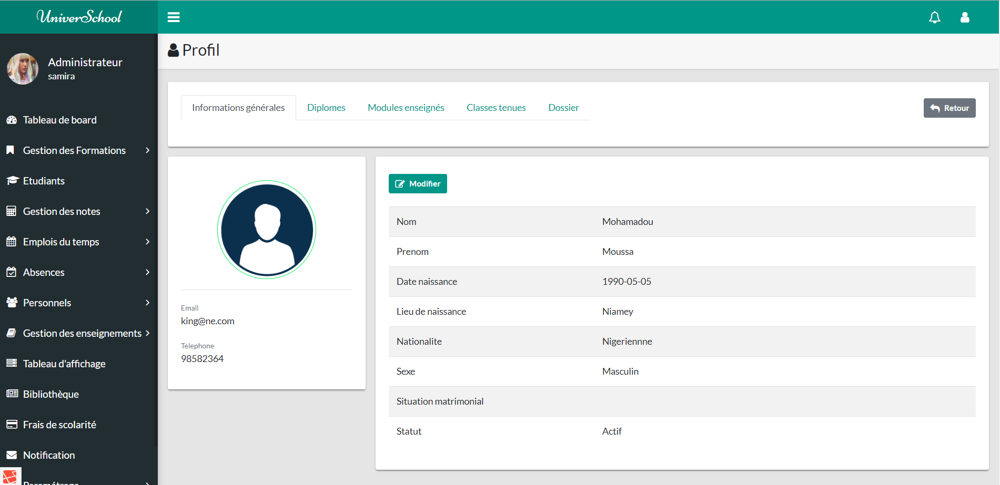 UniverSchool
Profil
Administrateur
samira
Tableau de board
Gestion des Formations
Etudiants
Gestion des notes
Emplois du temps
Absences
Personnels
Gestion des enseignements
Tableau d'affichage
Bibliothèque
Frais de scolarité
Notification
Paramétrage
Informations générales
Diplomes
Modules enseignés
Classes tenues
Dossier
Retour
Email
king@ne.com
Telephone
98582364
Modifier
Nom Mohamadou
Prenom Moussa
Date naissance 1990-05-05
Lieu de naissance Niamey
Nationalite Nigeriennne
Sexe Masculin
Situation matrimonial
Statut Actif